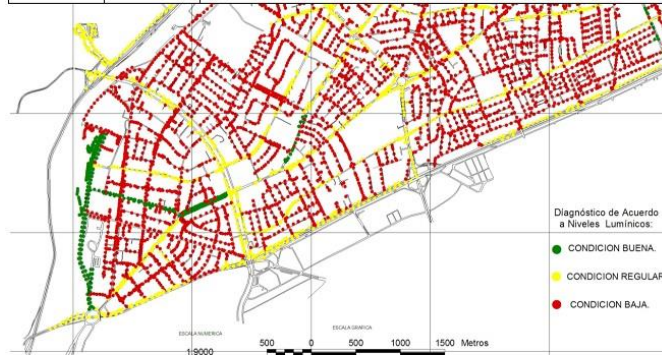 Diagnóstico de Acuerdo
a Niveles Lumínicos:
CONDICION BUENA.
CONDICION REGULAR
CONDICION BAJA.
ESCALA NUMERICA
ESCALA GRAFICA
1:9000
500 0 500 1000 1500 Metros